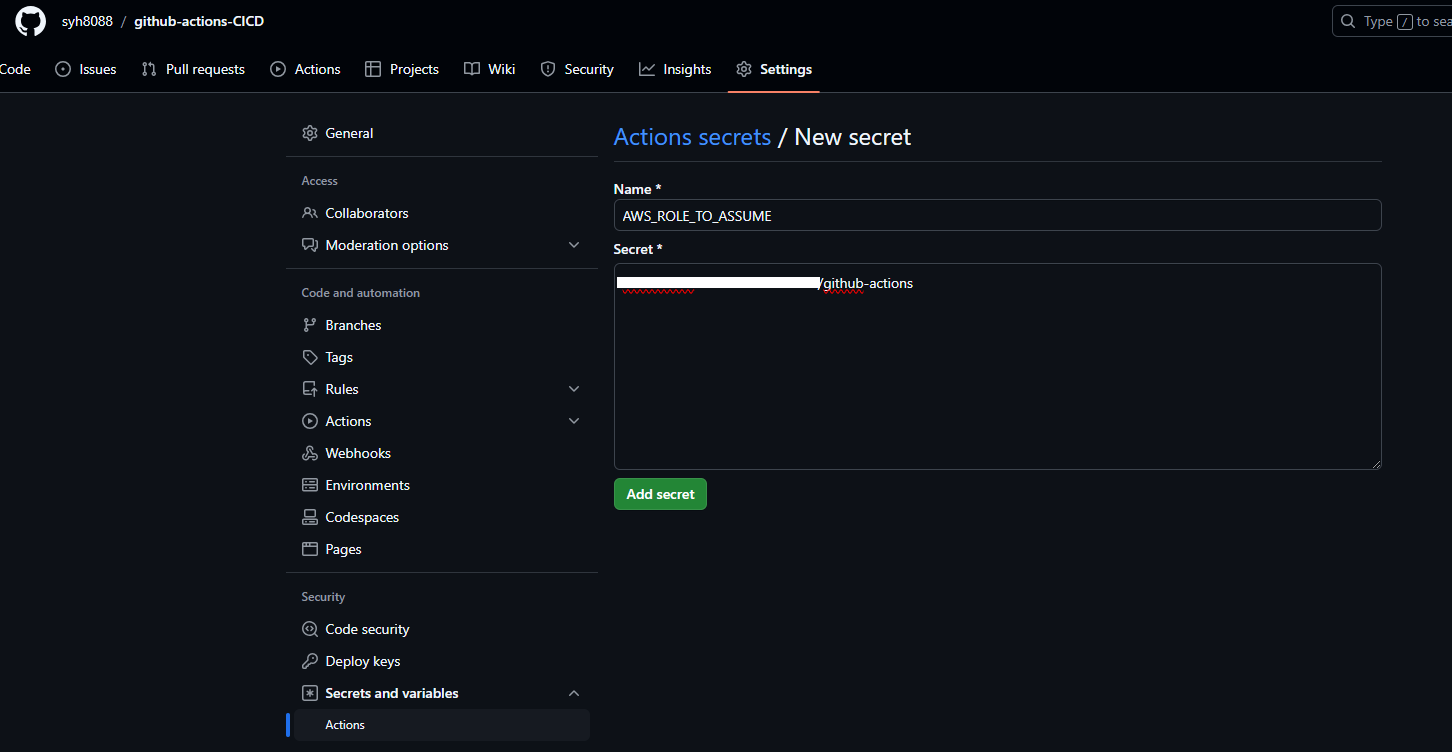 syh8088 / github-actions-CICD
Type / to sea
Code Issues Pull requests Actions Projects Wiki Security Insights Settings
General
Access
Collaborators
Moderation options
Code and automation
Branches
Tags
Rules
Actions
Webhooks
Environments
Codespaces
Pages
Security
Code security
Deploy keys
Secrets and variables
Actions
Actions secrets / New secret
Name *
AWS_ROLE_TO_ASSUME
Secret *
/github-actions
Add secret